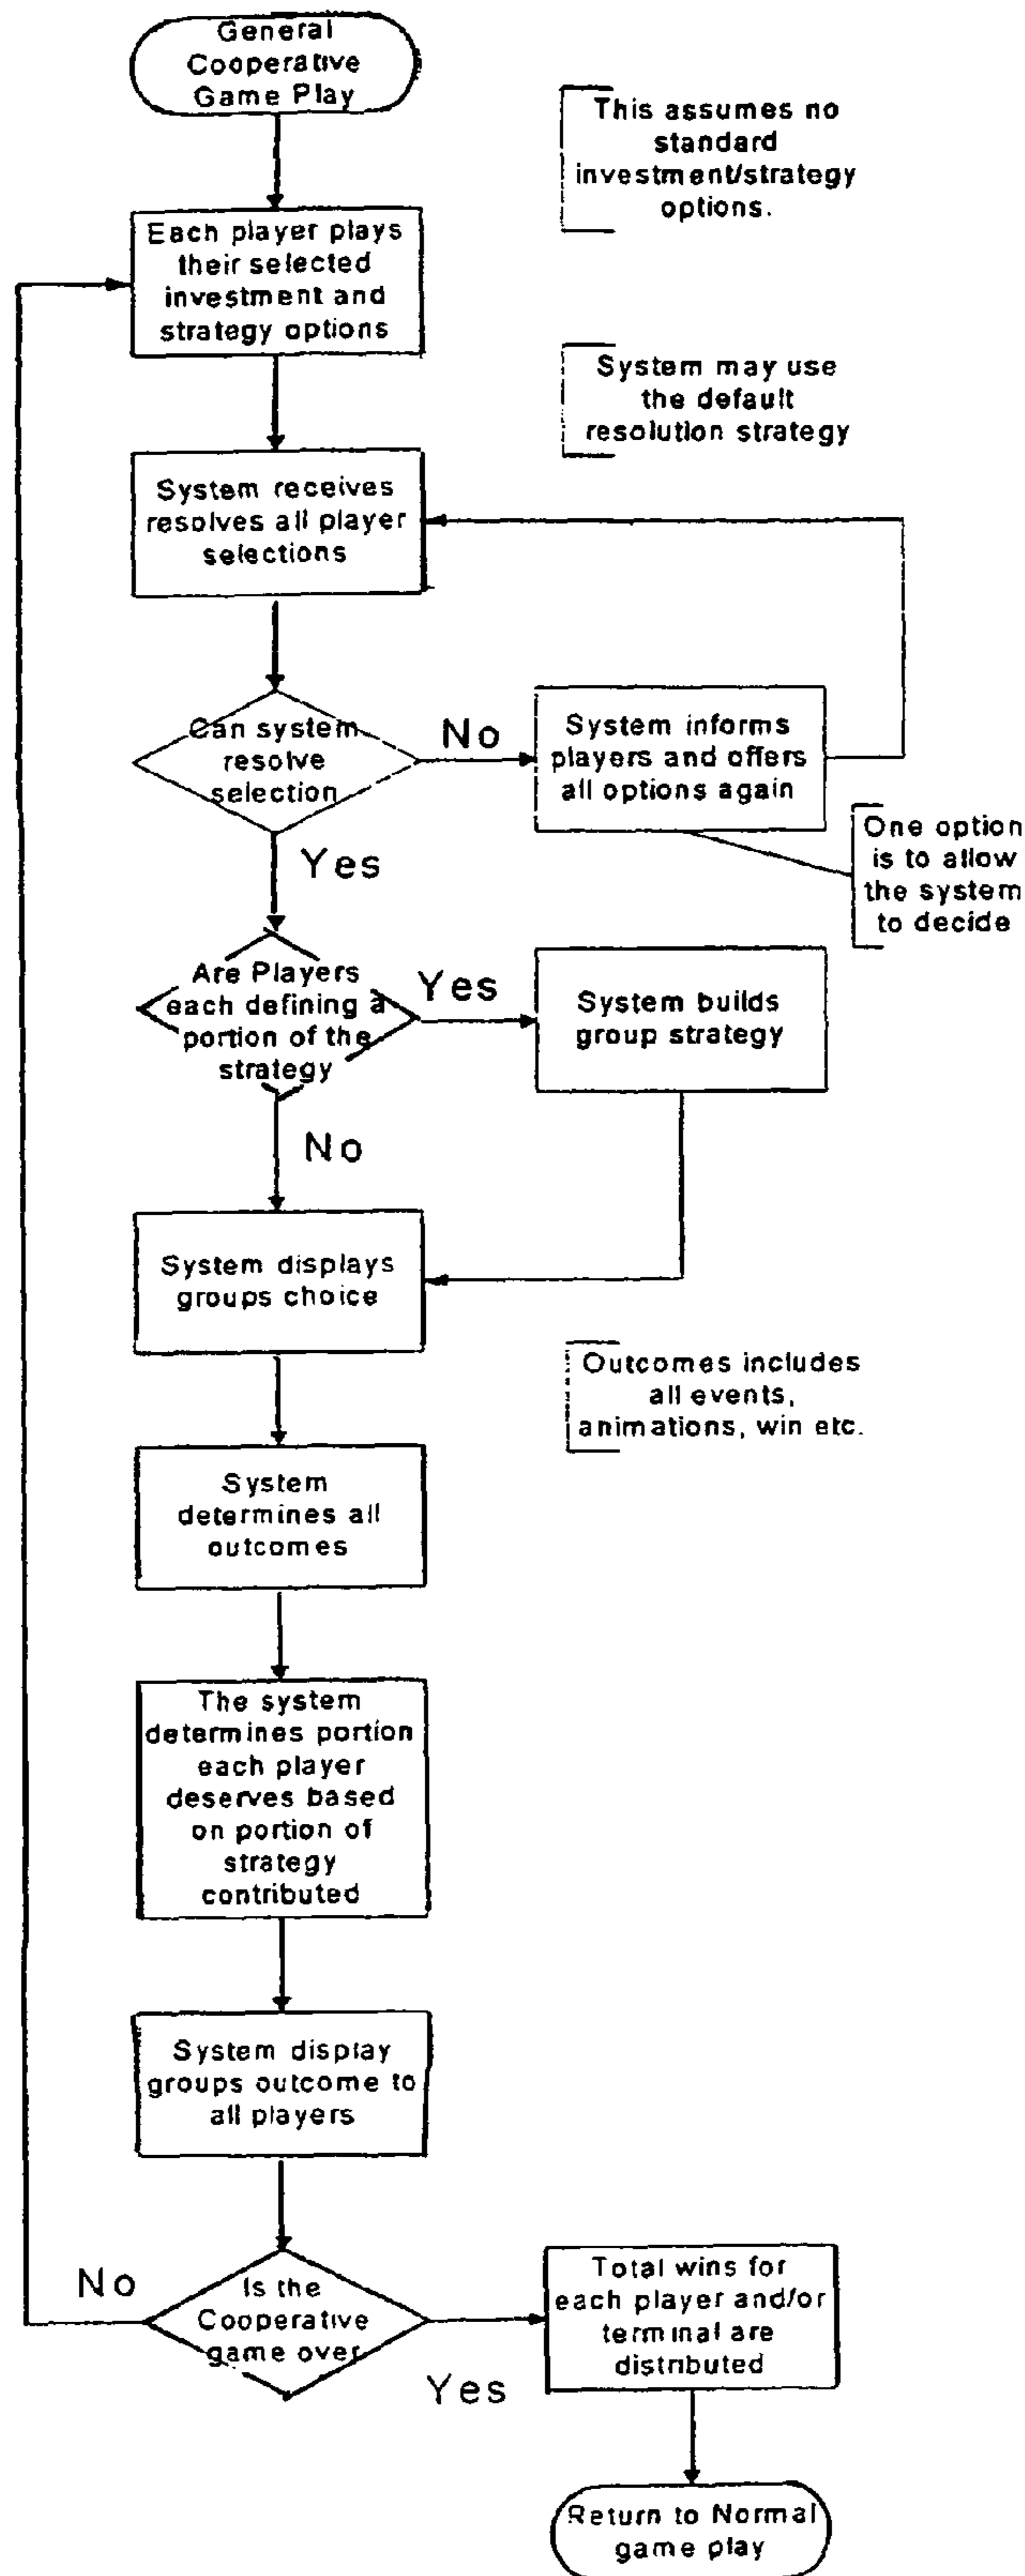 General
Cooperative
Game Play
This assumes no
standard
investment/strategy
options.
Each player plays
their selected
investment and
strategy options
System may use
the default
resolution strategy
System receives
resolves all player
selections
Can system
resolve
selection
No
System informs
players and offers
all options again
One option
is to allow
the system
to decide
Yes
Are Players
each defining a
portion of the
strategy
Yes
System builds
group strategy
No
System displays
groups choice
Outcomes includes
all events,
animations, win etc.
System
determines all
outcomes
The system
determines portion
each player
deserves based
on portion of
strategy
contributed
System display
groups outcome to
all players
No
Is the
Cooperative
game over
Yes
Total wins for
each player and/or
terminal are
distributed
Return to Normal
game play